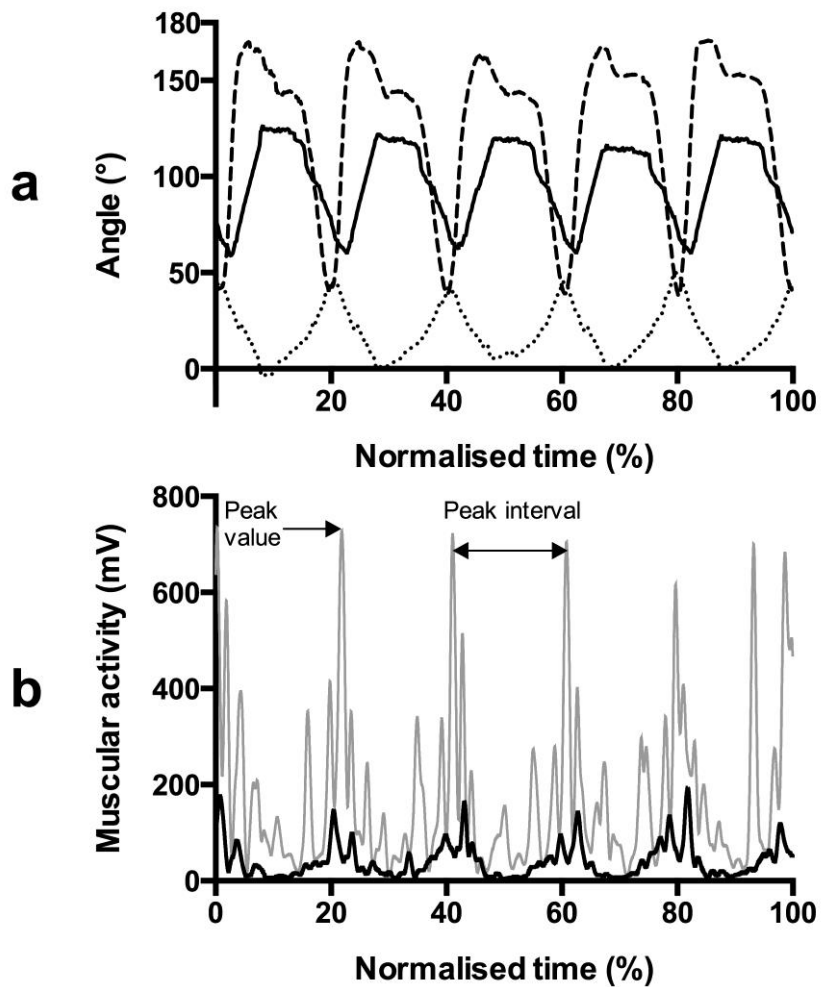 a
Angle (°)
180
150
100
50
0
20
40
60
80
100
Normalised time (%)
b
Muscular activity (mV)
800
600
400
200
0
Peak
value
Peak interval
0
20
40
60
80
100
Normalised time (%)